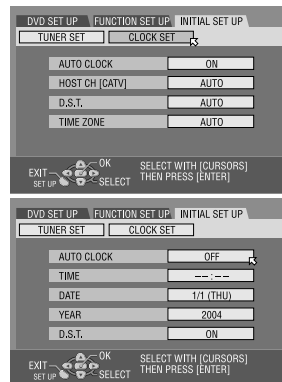 DVD SET UP FUNCTION SET UP INITIAL SET UP
TUNER SET CLOCK SET
AUTO CLOCK ON
HOST CH [CATV] AUTO
D.S.T. AUTO
TIME ZONE AUTO
EXIT OK SELECT WITH [CURSORS]
SET UP SELECT THEN PRESS [ENTER]
DVD SET UP FUNCTION SET UP INITIAL SET UP
TUNER SET CLOCK SET
AUTO CLOCK OFF
TIME --:--
DATE 1/1 (THU)
YEAR 2004
D.S.T. ON
EXIT OK SELECT WITH [CURSORS]
SET UP SELECT THEN PRESS [ENTER]